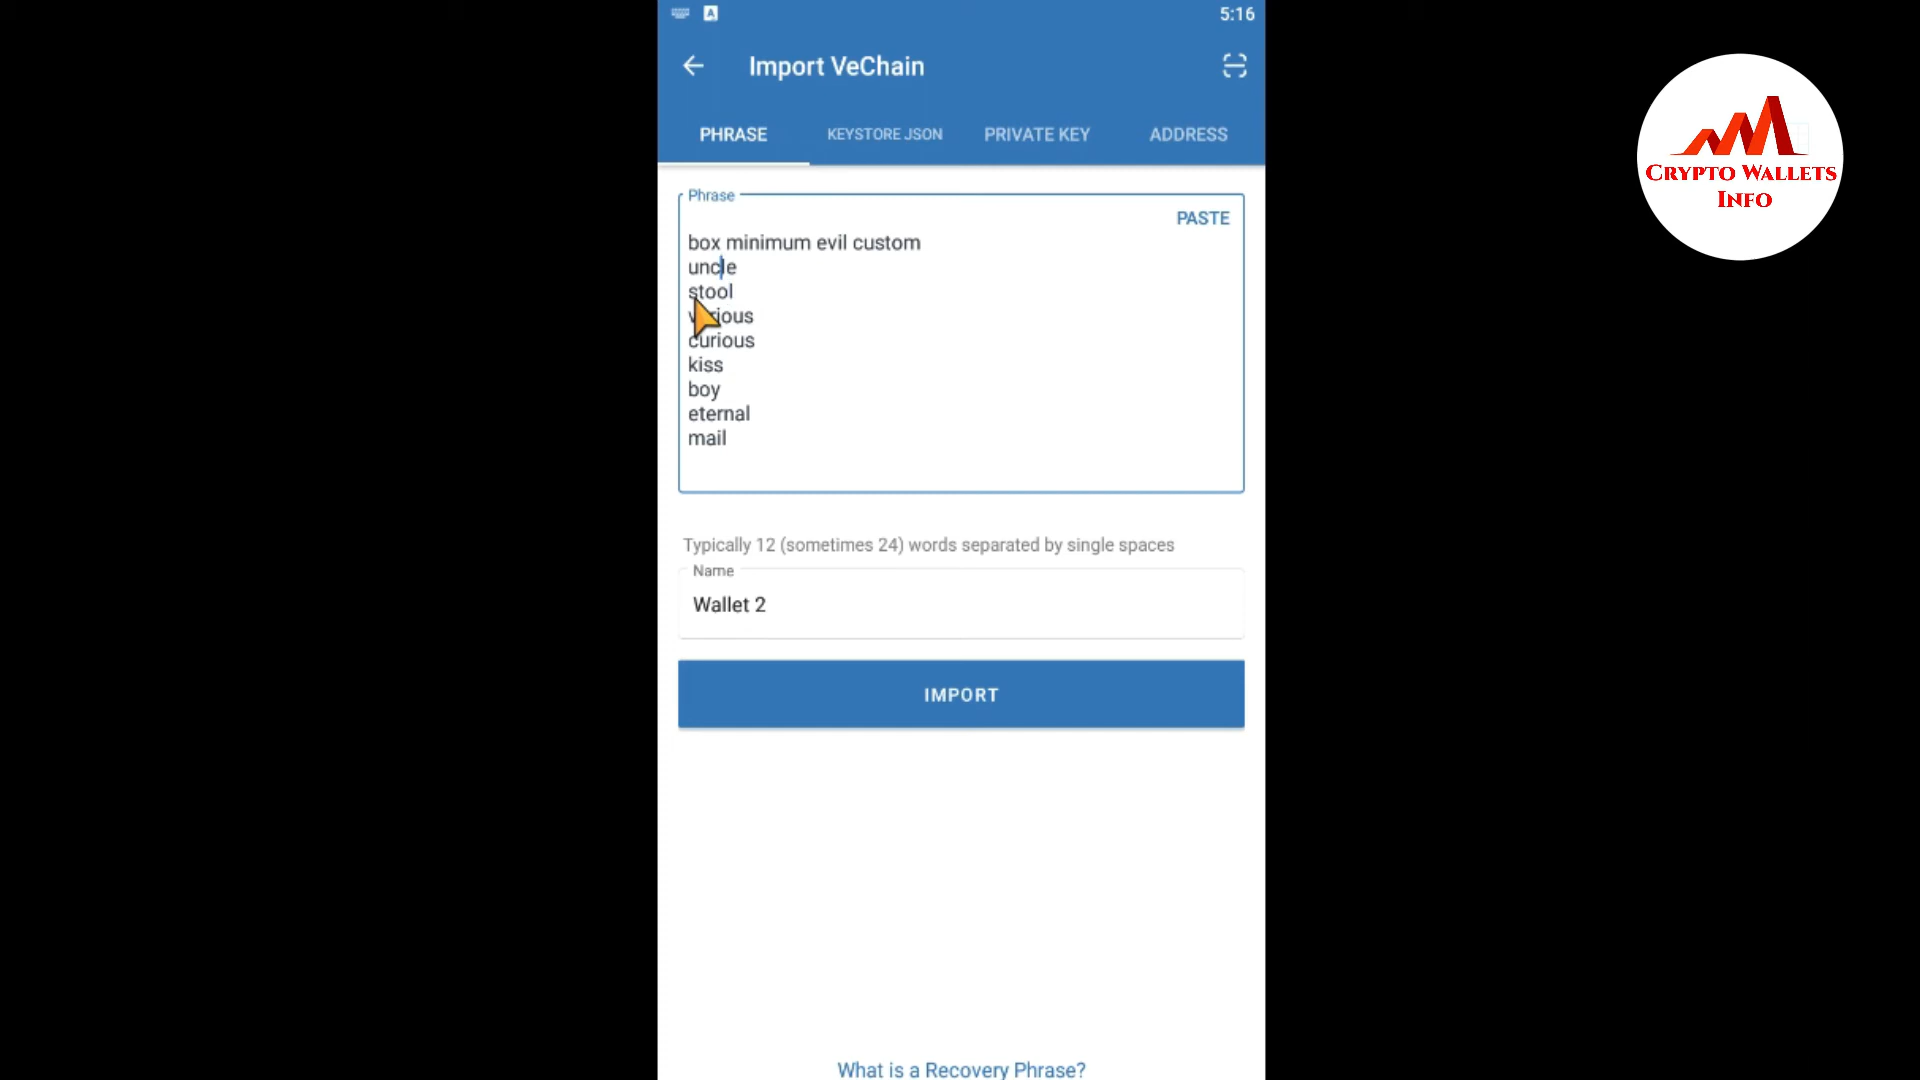 5:16
Import VeChain
PHRASE
KEYSTORE JSON
PRIVATE KEY
ADDRESS
Phrase
PASTE
box minimum evil custom
uncle
stool
various
curious
kiss
boy
eternal
mail
Typically 12 (sometimes 24) words separated by single spaces
Name
Wallet 2
IMPORT
What is a Recovery Phrase?
A
CRYPTO WALLETS
INFO